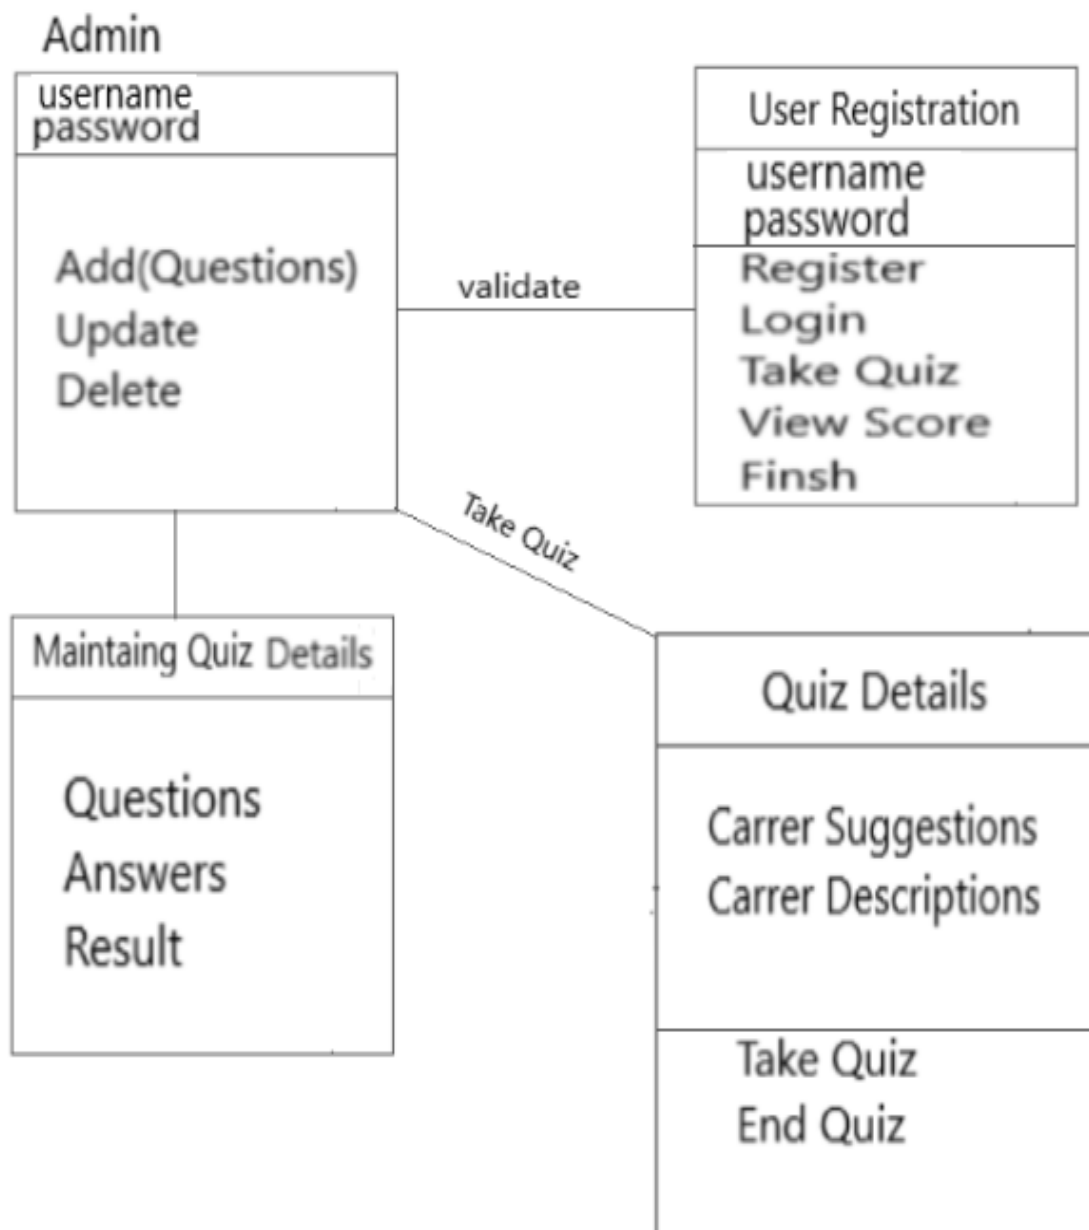 Admin
username
password
Add(Questions)
Update
Delete
validate
User Registration
username
password
Register
Login
Take Quiz
View Score
Finsh
Take Quiz
Maintaing Quiz Details
Questions
Answers
Result
Quiz Details
Carrer Suggestions
Carrer Descriptions
Take Quiz
End Quiz